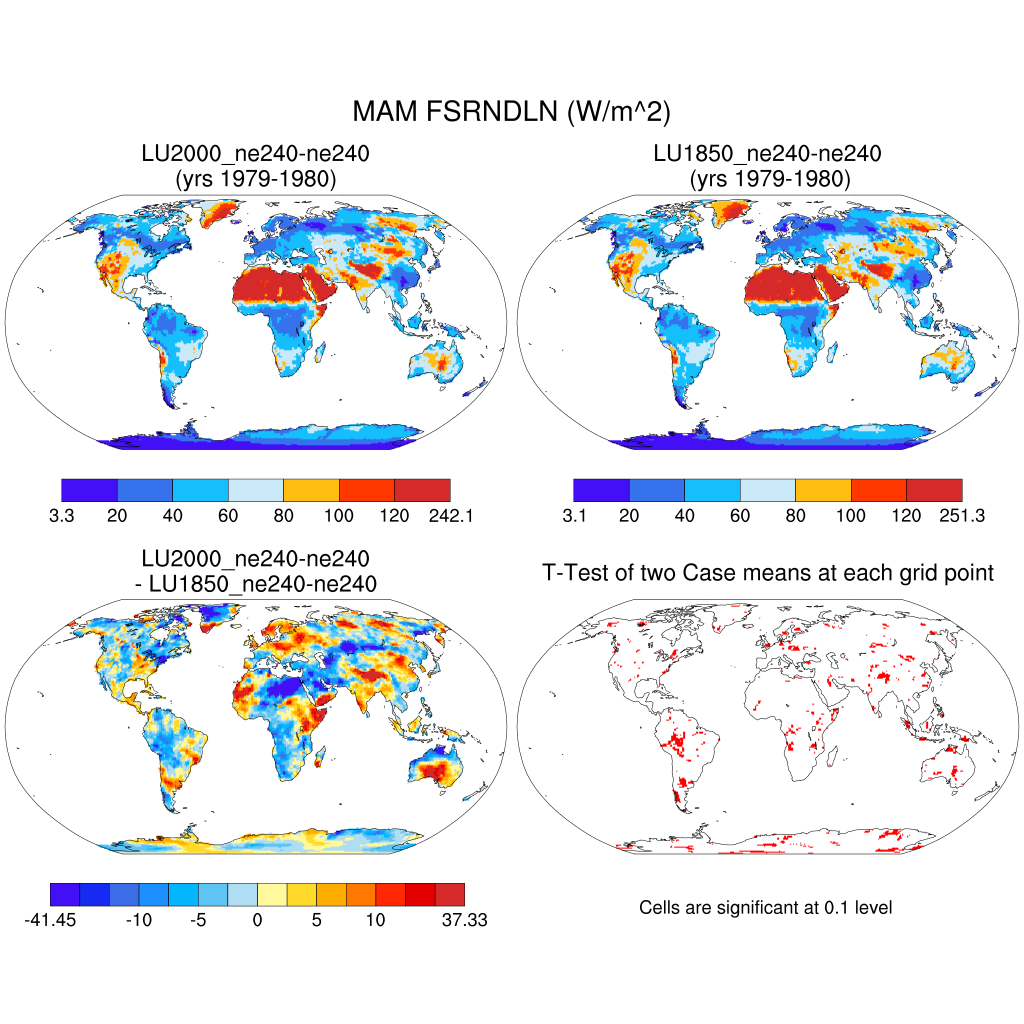 MAM FSRNDLN (W/m^2)
LU2000_ne240-ne240
(yrs 1979-1980)
LU1850_ne240-ne240
(yrs 1979-1980)
3.3 20 40 60 80 100 120 242.1
3.1 20 40 60 80 100 120 251.3
LU2000_ne240-ne240
- LU1850_ne240-ne240
T-Test of two Case means at each grid point
-41.45 -10 -5 0 5 10 37.33
Cells are significant at 0.1 level